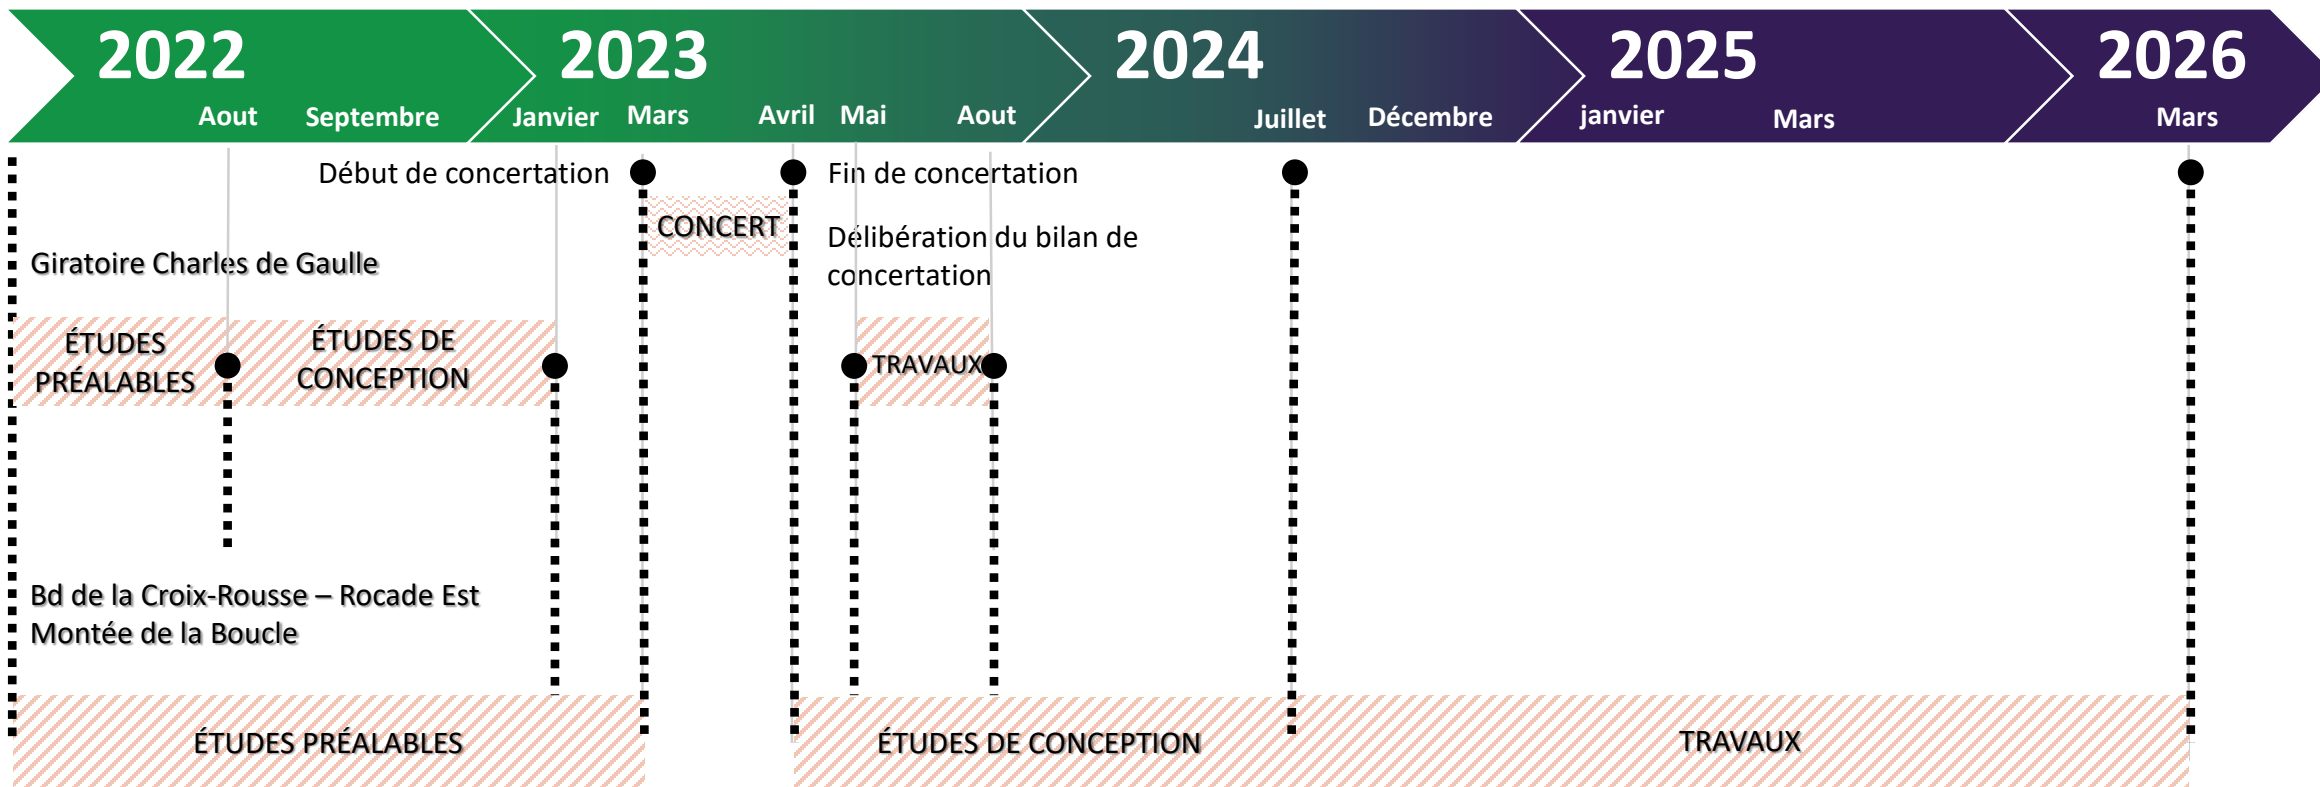 2022
2023
2024
2025
2026
Aout
Septembre
Janvier
Mars
Avril
Mai
Aout
Juillet
Décembre
janvier
Mars
Mars
Début de concertation
Fin de concertation
CONCERT
Délibération du bilan de
concertation
Giratoire Charles de Gaulle
ÉTUDES
PRÉALABLES
ÉTUDES DE
CONCEPTION
TRAVAUX
Bd de la Croix-Rousse – Rocade Est
Montée de la Boucle
ÉTUDES PRÉALABLES
ÉTUDES DE CONCEPTION
TRAVAUX